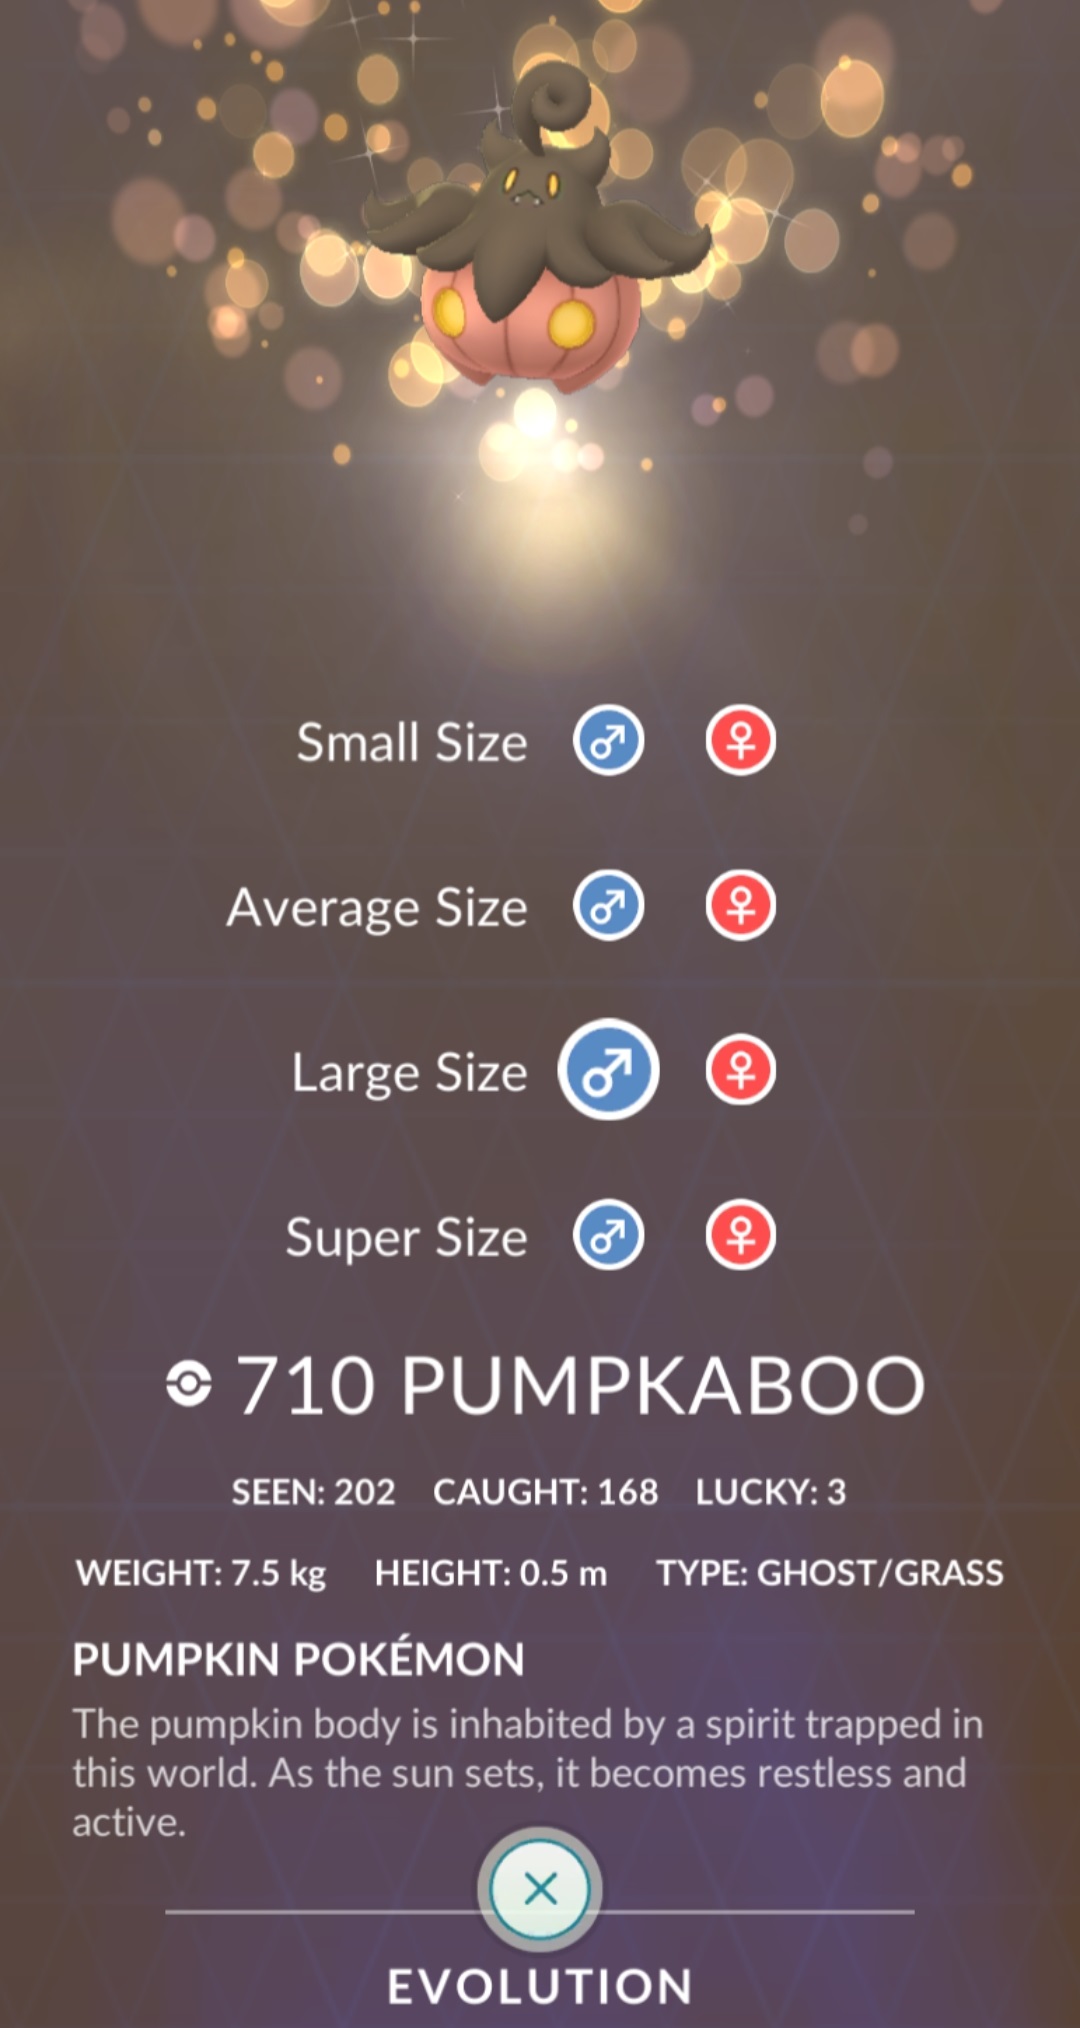 Small Size
Average Size
Large Size
Super Size
710 PUMPKABOO
SEEN: 202 CAUGHT: 168 LUCKY: 3
WEIGHT: 7.5 kg HEIGHT: 0.5 m TYPE: GHOST/GRASS
PUMPKIN POKÉMON
The pumpkin body is inhabited by a spirit trapped in
this world. As the sun sets, it becomes restless and
active.
EVOLUTION